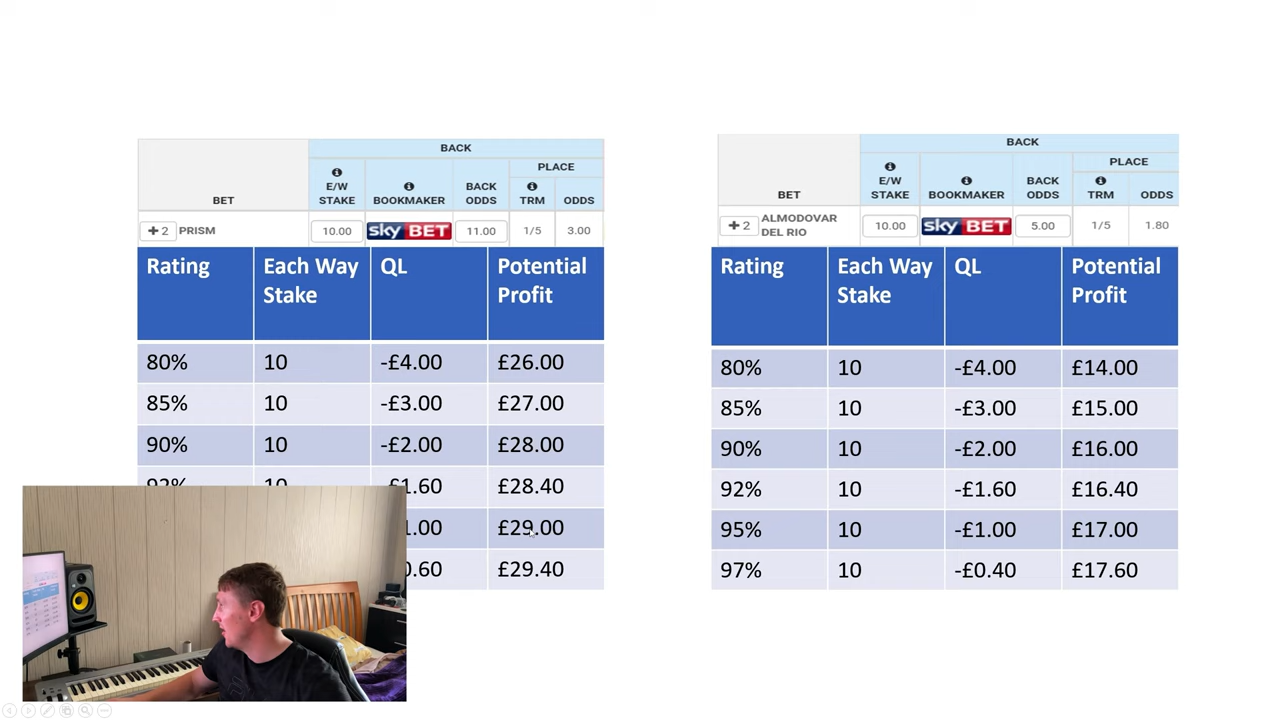 BACK
PLACE
E/W STAKE BOOKMAKER BACK ODDS TRM ODDS
BET
+2 PRISM 10.00 sky BET 11.00 1/5 3.00
Rating Each Way Stake QL Potential Profit
80% 10 -£4.00 £26.00
85% 10 -£3.00 £27.00
90% 10 -£2.00 £28.00
92% 10 £1.60 £28.40
1.00 £29.00
0.60 £29.40
BACK
PLACE
E/W STAKE BOOKMAKER BACK ODDS TRM ODDS
BET
+2 ALMODOVAR DEL RIO 10.00 sky BET 5.00 1/5 1.80
Rating Each Way Stake QL Potential Profit
80% 10 -£4.00 £14.00
85% 10 -£3.00 £15.00
90% 10 -£2.00 £16.00
92% 10 -£1.60 £16.40
95% 10 -£1.00 £17.00
97% 10 -£0.40 £17.60